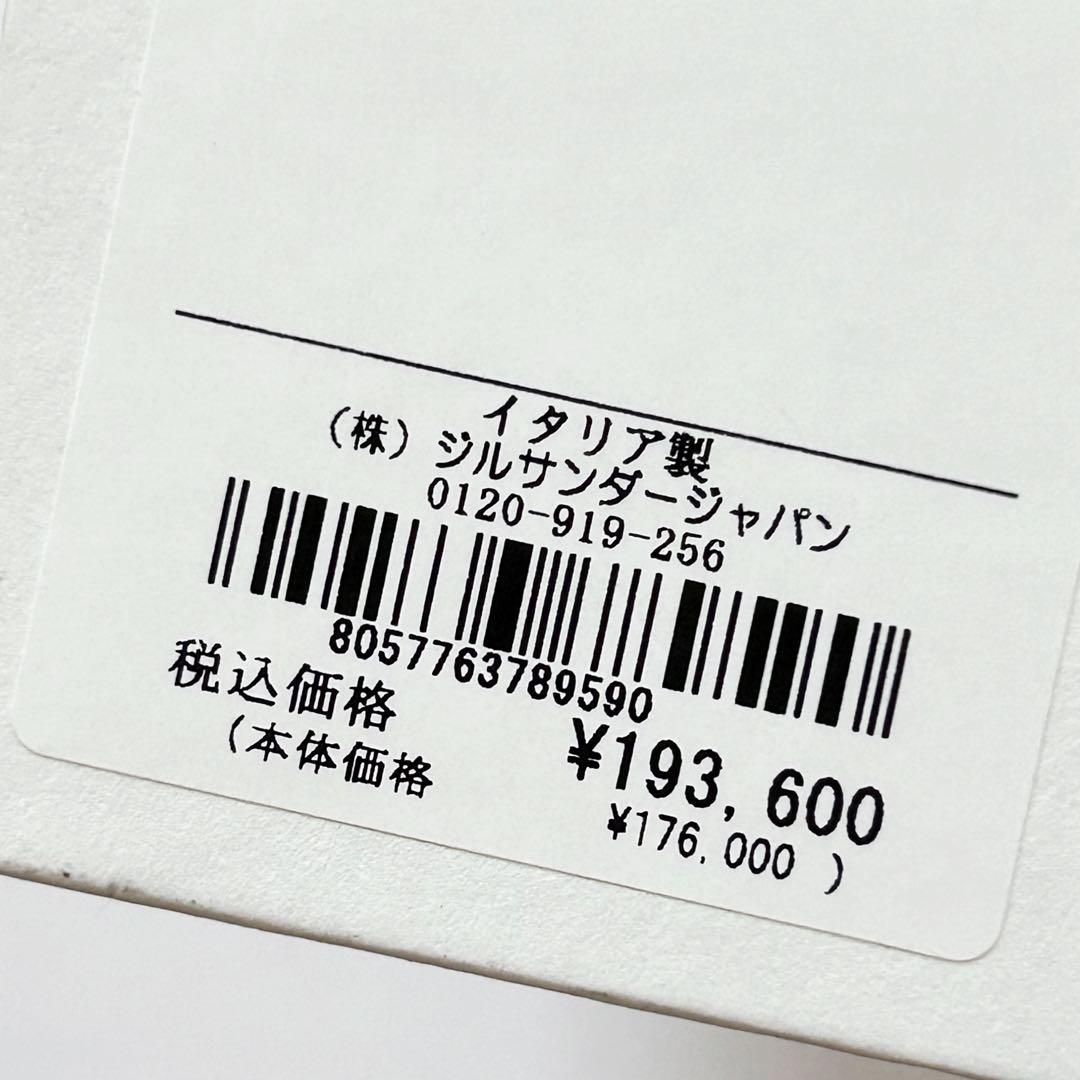 イタリア製
（株）ジルサンダージャパン
0120-919-256
8057763789590
税込価格 ¥193,600
（本体価格 ¥176,000 ）